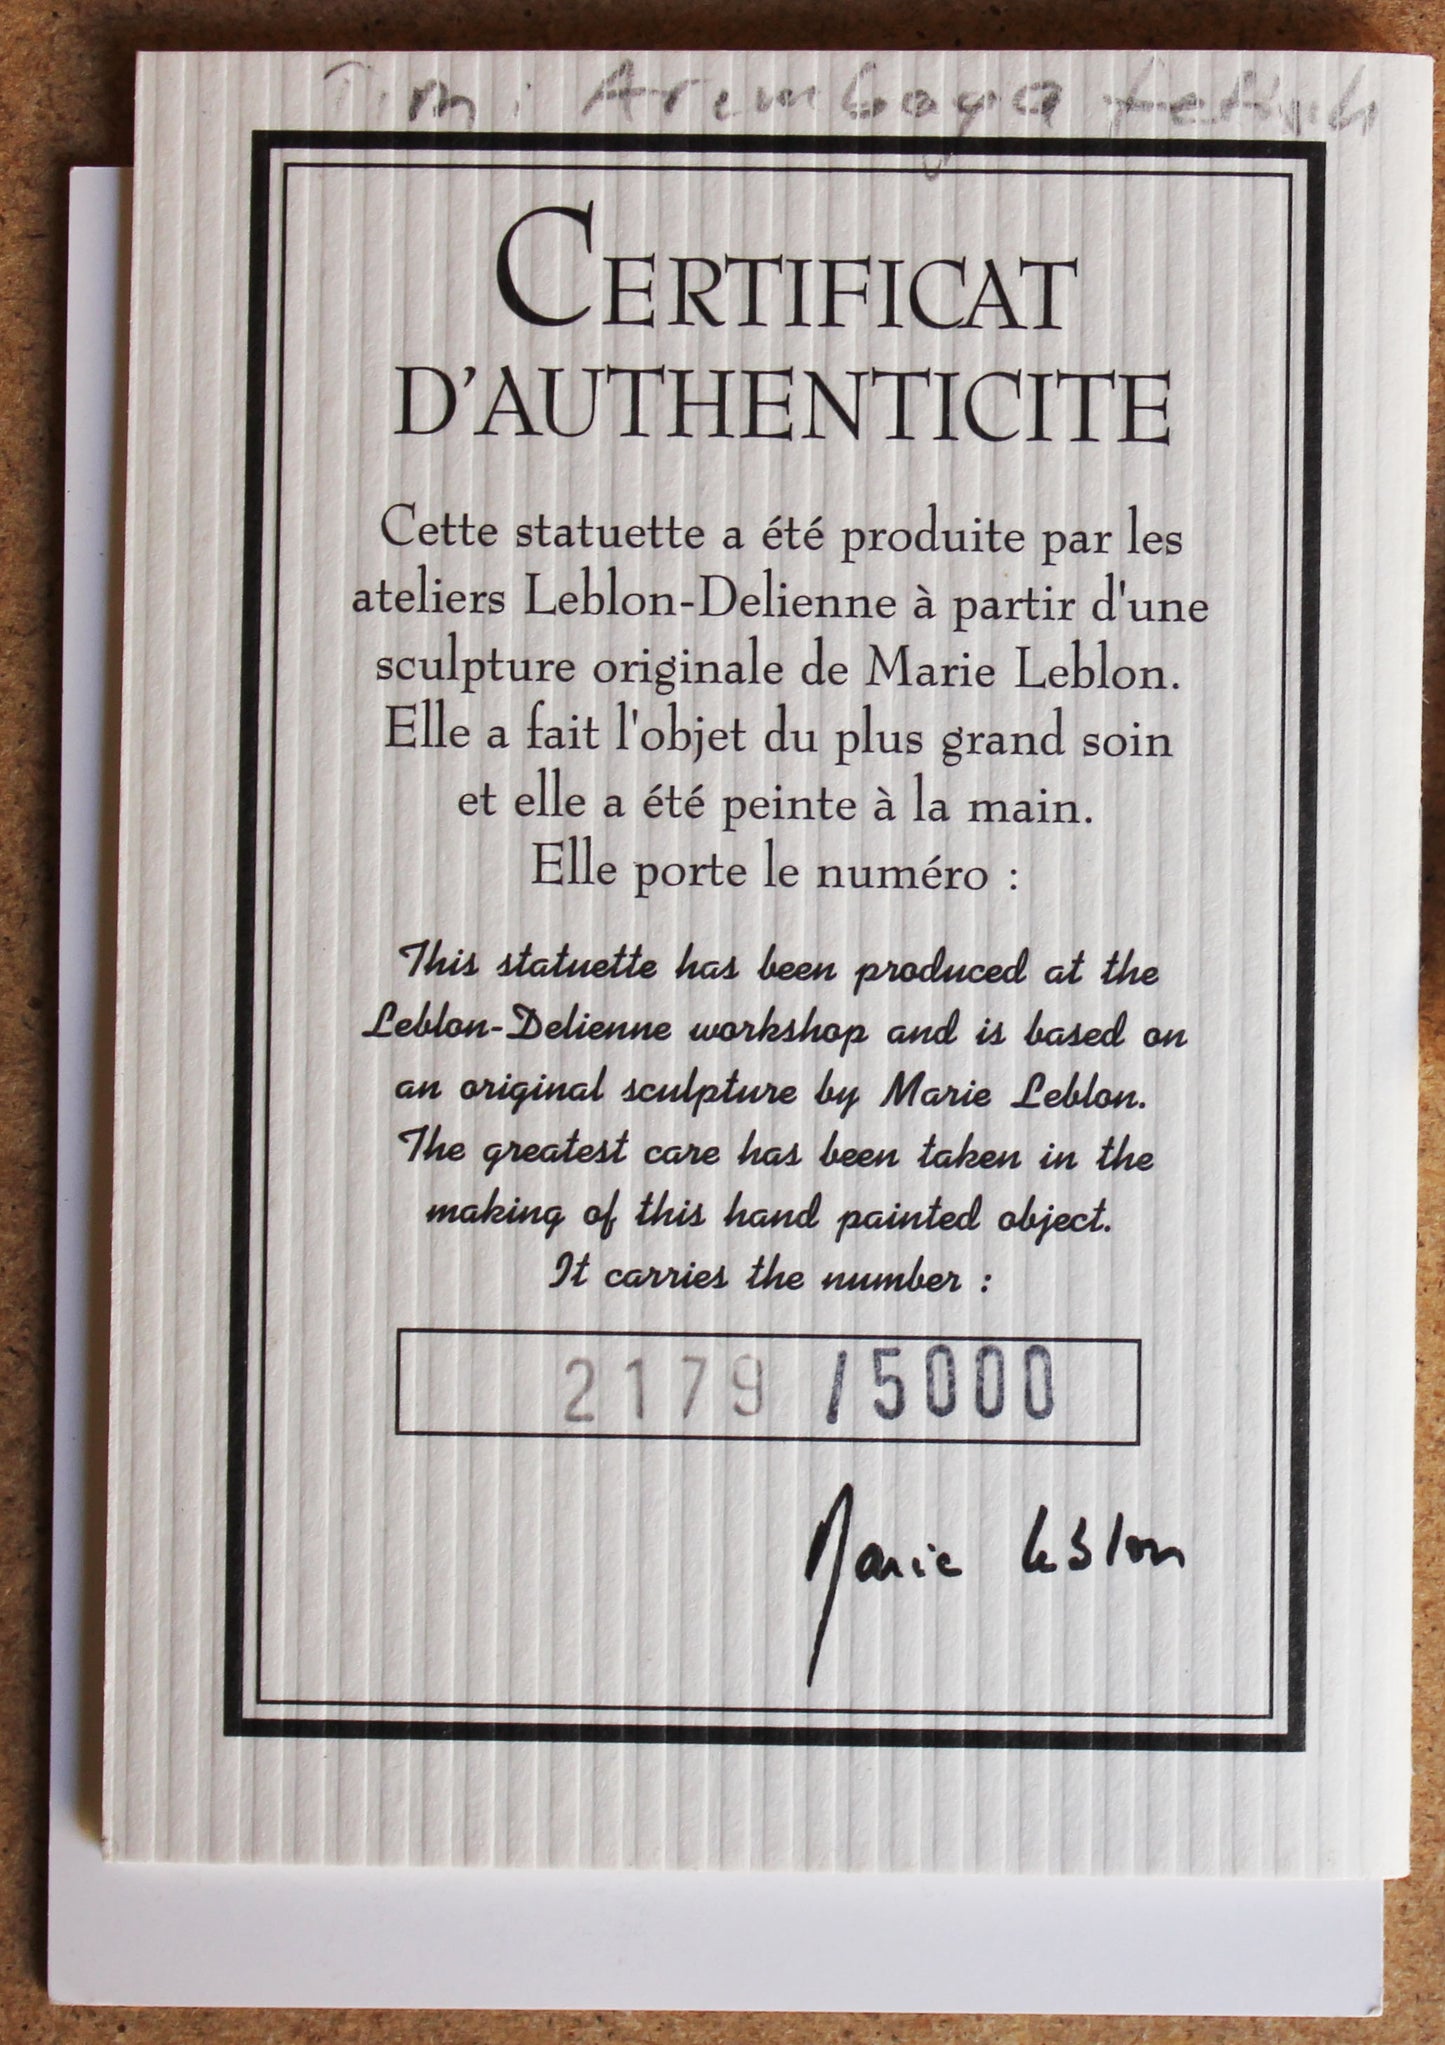 Arembaya fetish
CERTIFICAT
D'AUTHENTICITE
Cette statuette a été produite par les
ateliers Leblon-Delienne à partir d'une
sculpture originale de Marie Leblon.
Elle a fait l'objet du plus grand soin
et elle a été peinte à la main.
Elle porte le numéro :
This statuette has been produced at the
Leblon-Delienne workshop and is based on
an original sculpture by Marie Leblon.
The greatest care has been taken in the
making of this hand painted object.
It carries the number :
2179 /5000
Marie Leblon